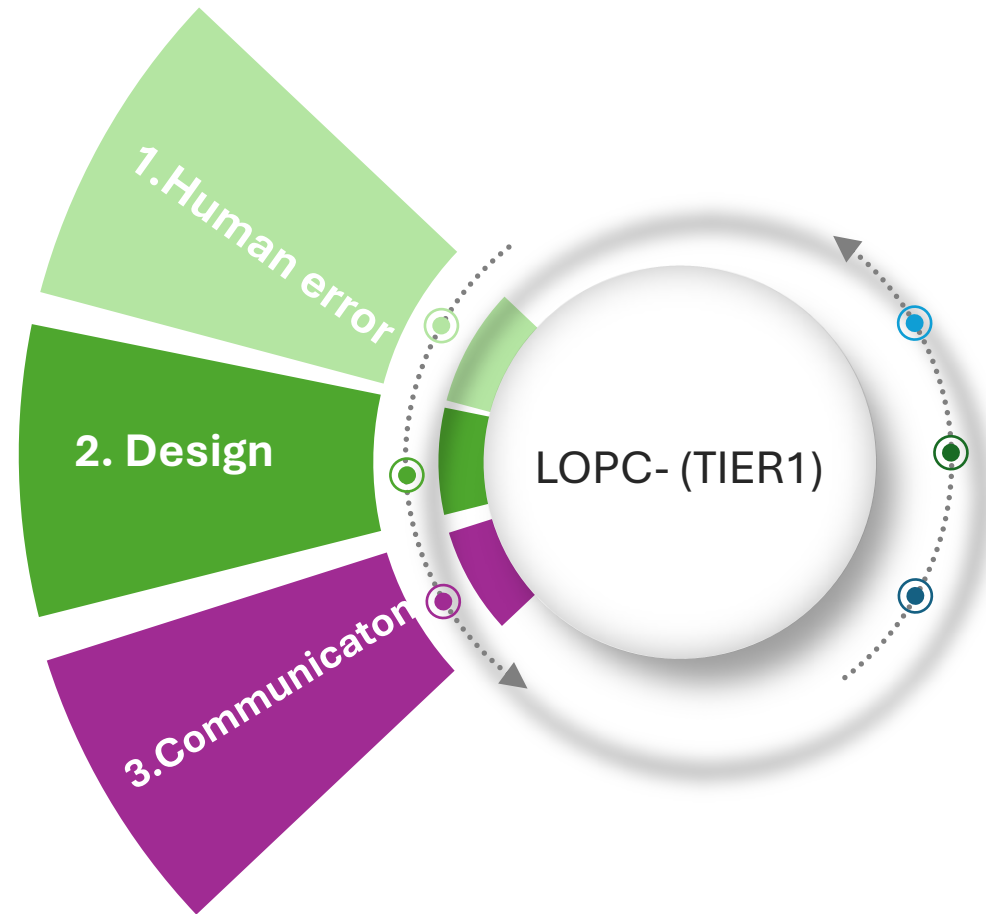 1.Human error
2. Design
3.Communicaton
LOPC- (TIER1)